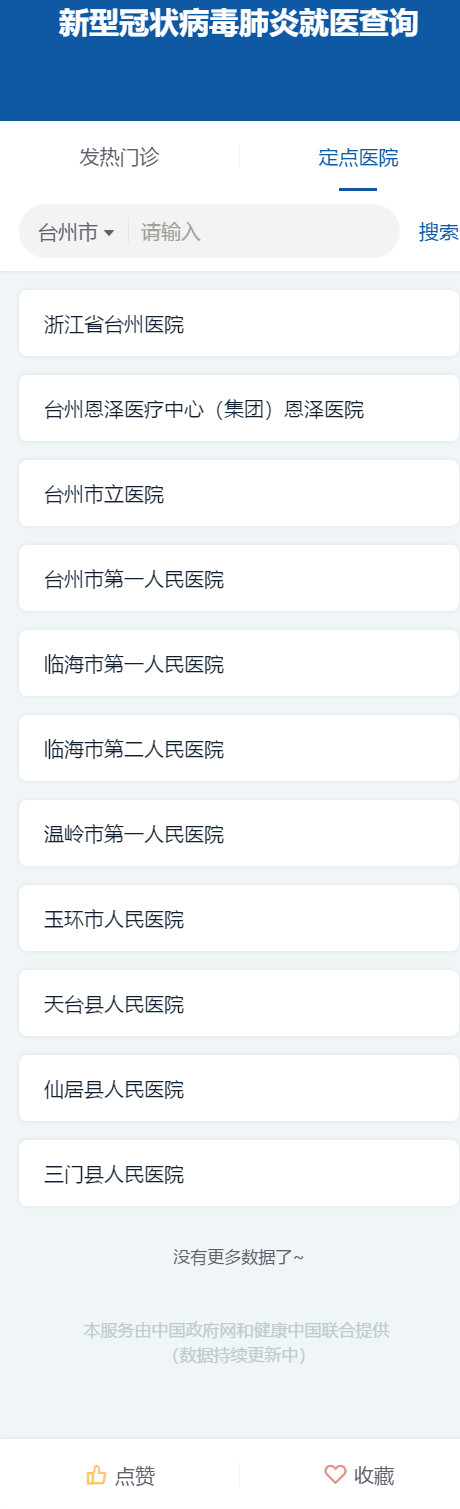 新型冠状病毒肺炎就医查询
发热门诊
定点医院
台州市 请输入 搜索
浙江省台州医院
台州恩泽医疗中心（集团）恩泽医院
台州市立医院
台州市第一人民医院
临海市第一人民医院
临海市第二人民医院
温岭市第一人民医院
玉环市人民医院
天台县人民医院
仙居县人民医院
三门县人民医院
没有更多数据了~
本服务由中国政府网和健康中国联合提供
（数据持续更新中）
点赞
收藏